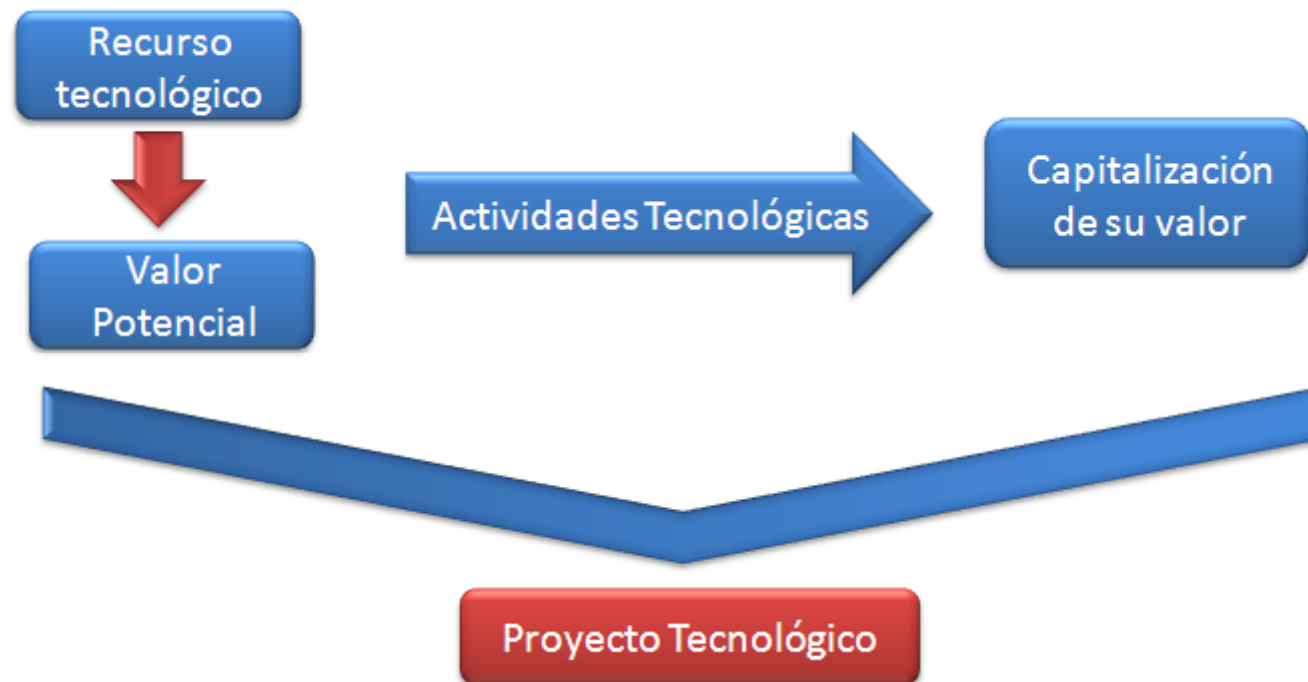 Recurso
tecnológico
Valor
Potencial
Actividades Tecnológicas
Capitalización
de su valor
Proyecto Tecnológico